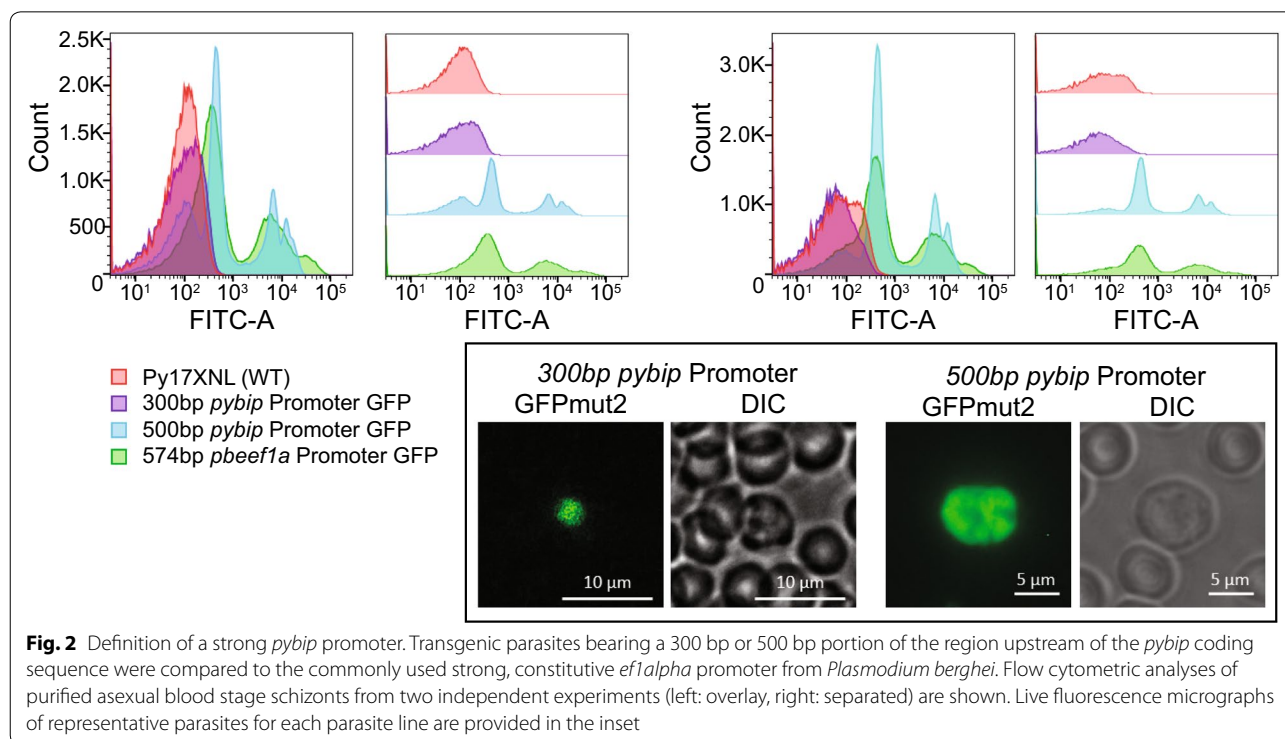 2.5K
2.0K
1.5K
1.0K
500
0
Count
10¹ 10² 10³ 10⁴ 10⁵
FITC-A
10¹ 10² 10³ 10⁴ 10⁵
FITC-A
3.0K
2.0K
1.0K
0
Count
10¹ 10² 10³ 10⁴ 10⁵
FITC-A
10¹ 10² 10³ 10⁴ 10⁵
FITC-A
Py17XNL (WT)
300bp pybip Promoter GFP
500bp pybip Promoter GFP
574bp pbeef1a Promoter GFP
300bp pybip Promoter
GFPmut2 DIC
10 µm 10 µm
500bp pybip Promoter
GFPmut2 DIC
5 µm 5 µm
Fig. 2 Definition of a strong pybip promoter. Transgenic parasites bearing a 300 bp or 500 bp portion of the region upstream of the pybip coding
sequence were compared to the commonly used strong, constitutive ef1alpha promoter from Plasmodium berghei. Flow cytometric analyses of
purified asexual blood stage schizonts from two independent experiments (left: overlay, right: separated) are shown. Live fluorescence micrographs
of representative parasites for each parasite line are provided in the inset